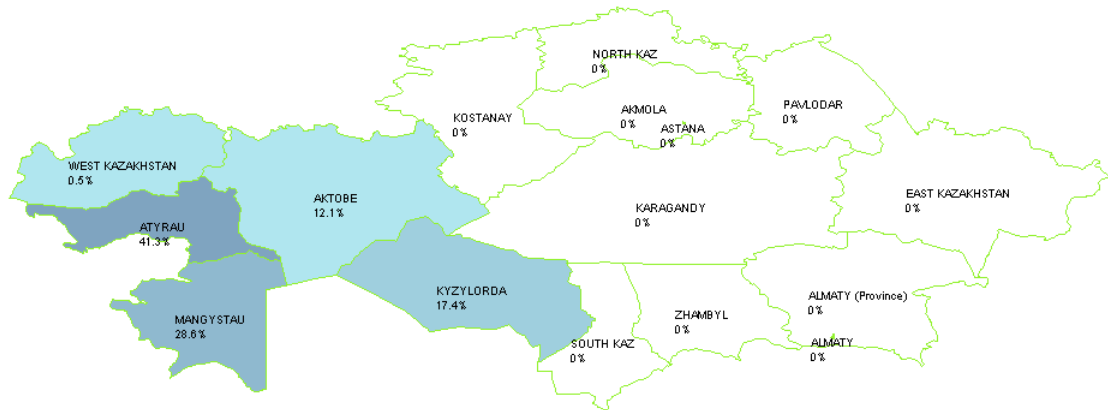 NORTH KAZ
0%
PAVLODAR
0%
KOSTANAY
0%
AKMOLA
0%
ASTANA
0%
WEST KAZAKHSTAN
0.5%
AKTOBE
12.1%
EAST KAZAKHSTAN
0%
KARAGANDY
0%
ATYRAU
41.3%
KYZYLORDA
17.4%
ALMATY (Province)
0%
MANGYSTAU
28.6%
ZHAMBYL
0%
SOUTH KAZ
0%
ALMATY
0%